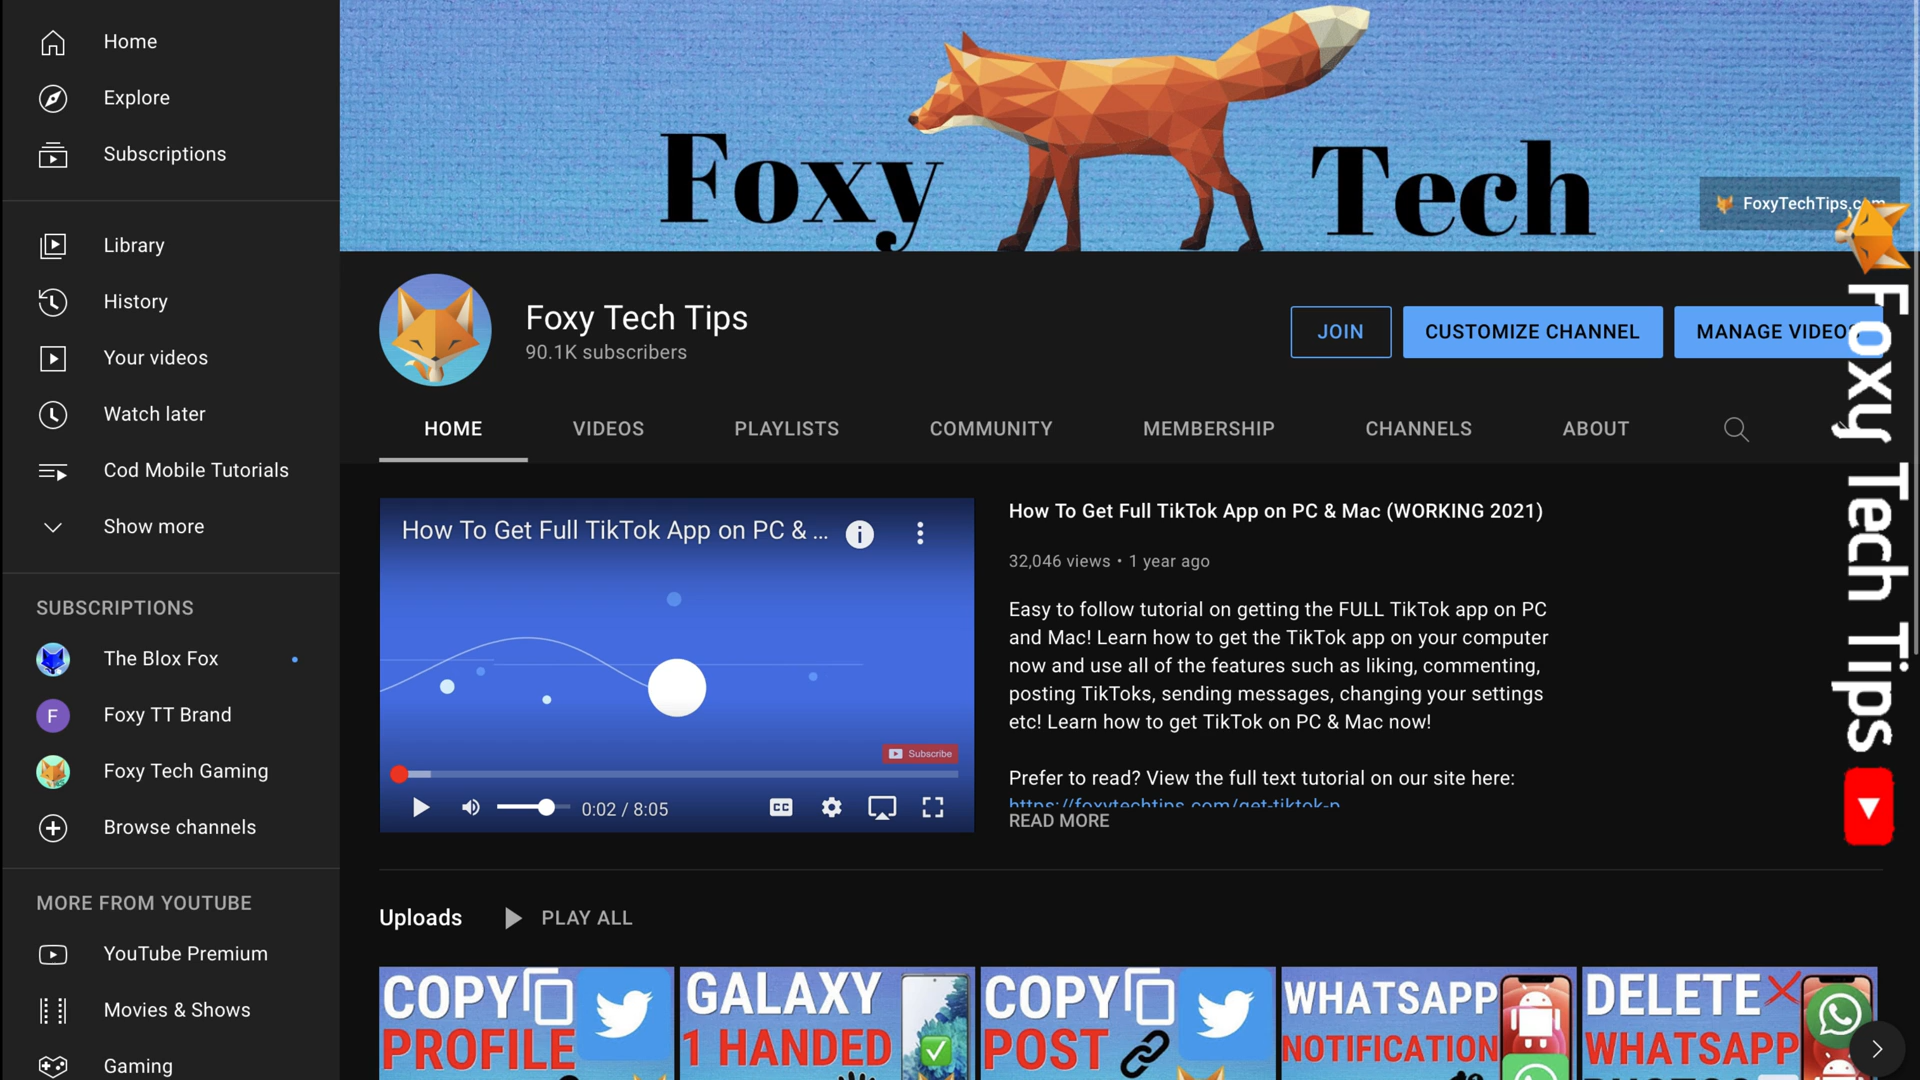 Home
Explore
Subscriptions
Library
History
Your videos
Watch later
Cod Mobile Tutorials
Show more
SUBSCRIPTIONS
The Blox Fox
F
Foxy TT Brand
Foxy Tech Gaming
Browse channels
MORE FROM YOUTUBE
YouTube Premium
Movies & Shows
Gaming
Foxy Tech
FoxyTechTips.com
Foxy Tech Tips
90.1K subscribers
JOIN
CUSTOMIZE CHANNEL
MANAGE VIDEOS
HOME
VIDEOS
PLAYLISTS
COMMUNITY
MEMBERSHIP
CHANNELS
ABOUT
How To Get Full TikTok App on PC & ...
Subscribe
0:02 / 8:05
CC
How To Get Full TikTok App on PC & Mac (WORKING 2021)
32,046 views • 1 year ago
Easy to follow tutorial on getting the FULL TikTok app on PC
and Mac! Learn how to get the TikTok app on your computer
now and use all of the features such as liking, commenting,
posting TikToks, sending messages, changing your settings
etc! Learn how to get TikTok on PC & Mac now!
Prefer to read? View the full text tutorial on our site here:
https://foxytechtips.com/get-tiktok-p
READ MORE
Uploads
PLAY ALL
COPY
PROFILE
GALAXY
1 HANDED
COPY
POST
WHATSAPP
NOTIFICATION
DELETE
WHATSAPP
Foxy Tech Tips